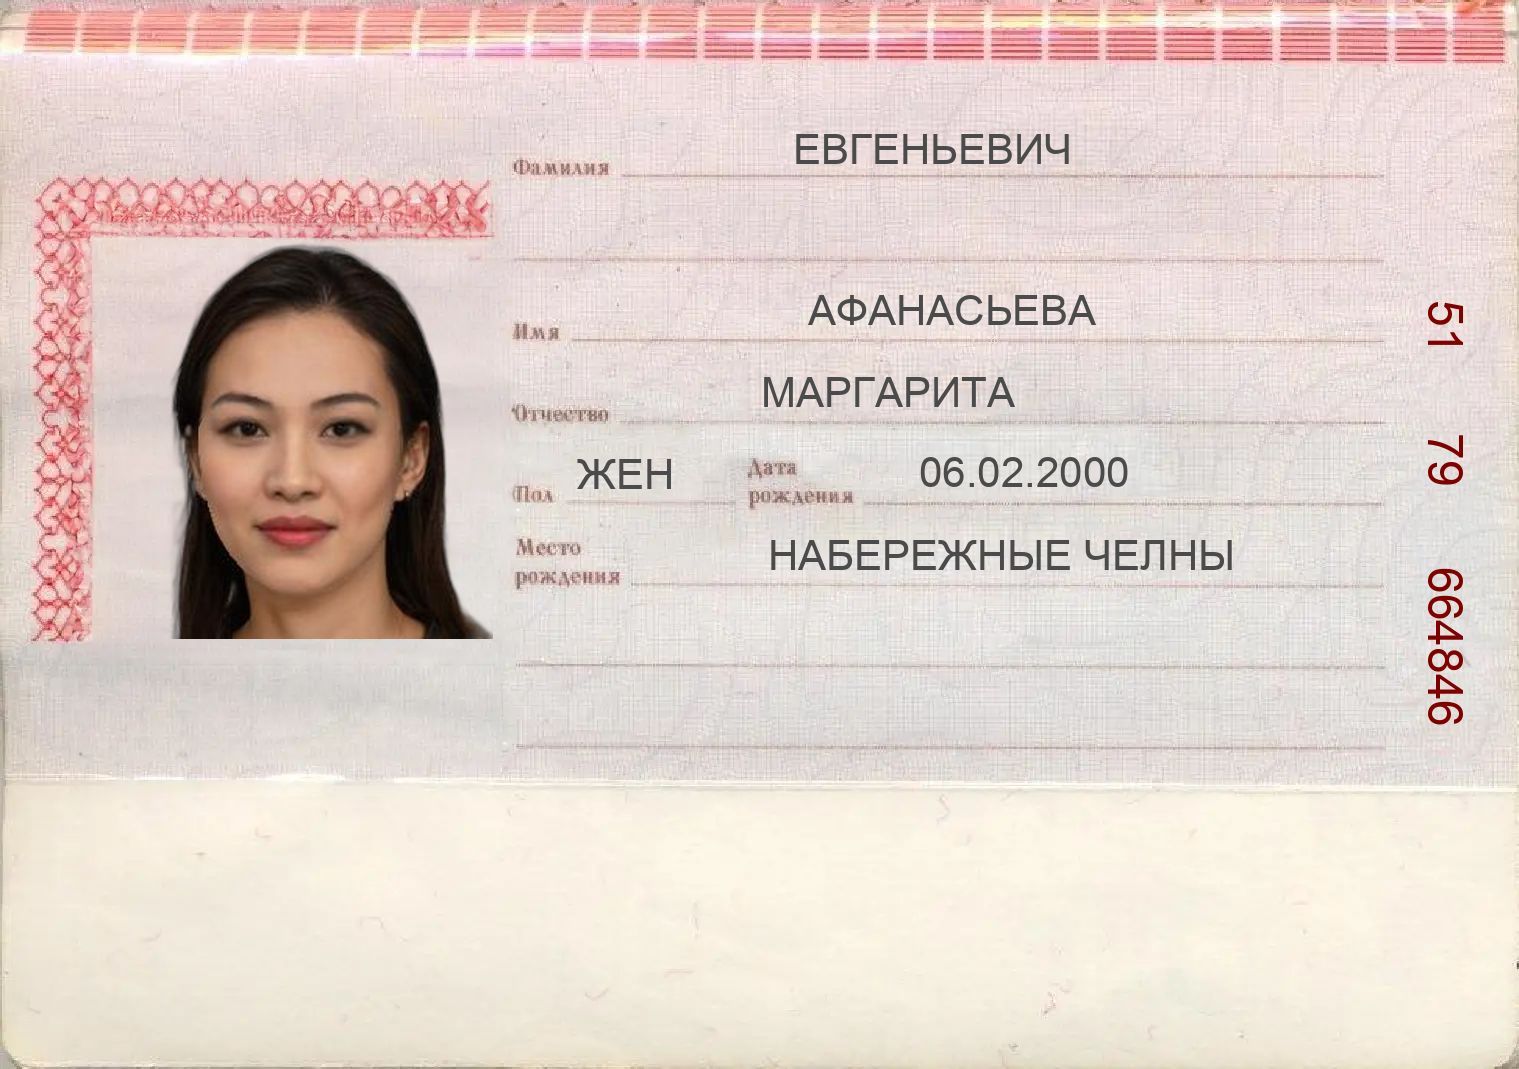 Фамилия ЕВГЕНЬЕВИЧ
Имя АФАНАСЬЕВА
Отчество МАРГАРИТА
Пол ЖЕН Дата рождения 06.02.2000
Место рождения НАБЕРЕЖНЫЕ ЧЕЛНЫ
51 79 664846